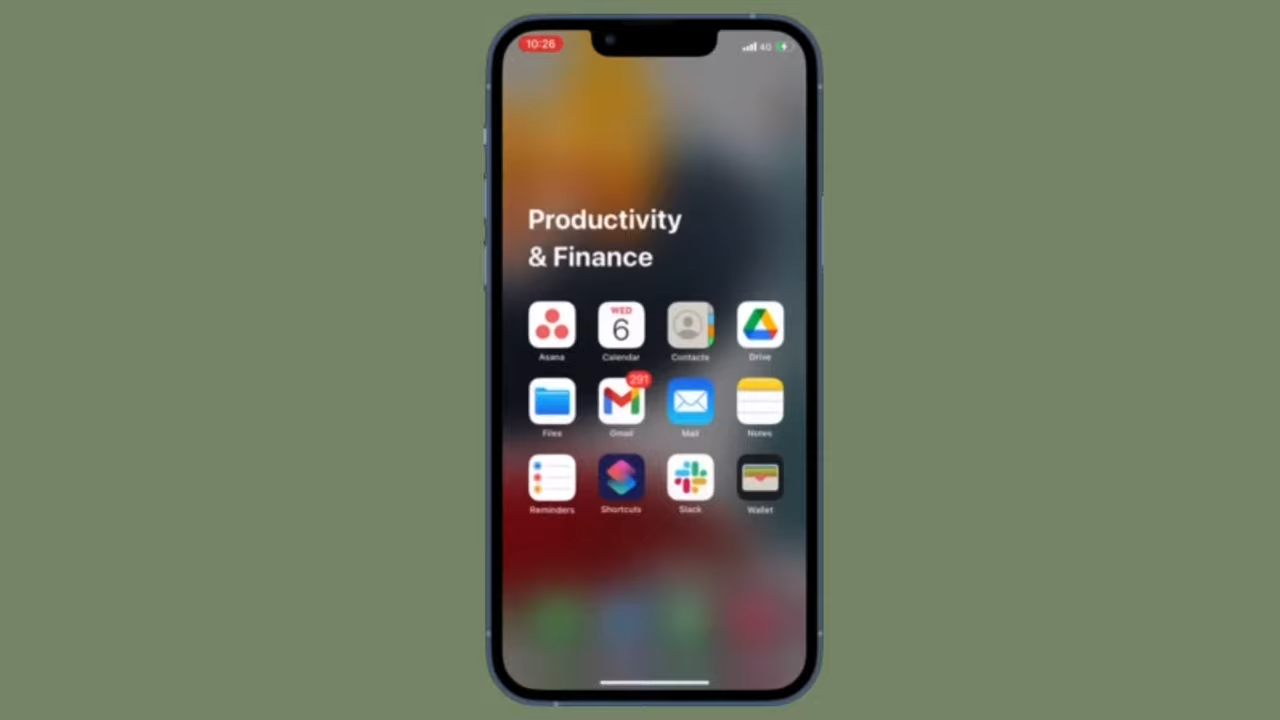 10:26
4G
Productivity
& Finance
WED
6
Asana
Calendar
Contacts
Drive
291
Files
Gmail
Mail
Notes
Reminders
Shortcuts
Slack
Wallet